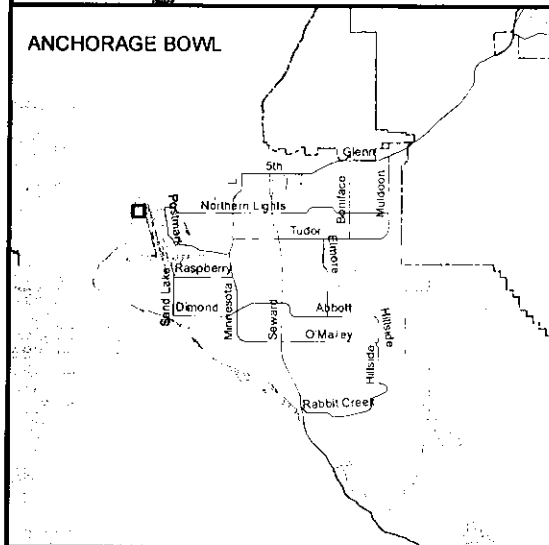 ANCHORAGE BOWL
Glenn
5th
Postmark
Northern Lights
Boniface
Muldoon
Tudor
Elmore
Raspberry
Sand Lake
Minnesota
Dimond
Seward
Abbott
Hillside
O'Malley
Hillside
Rabbit Creek